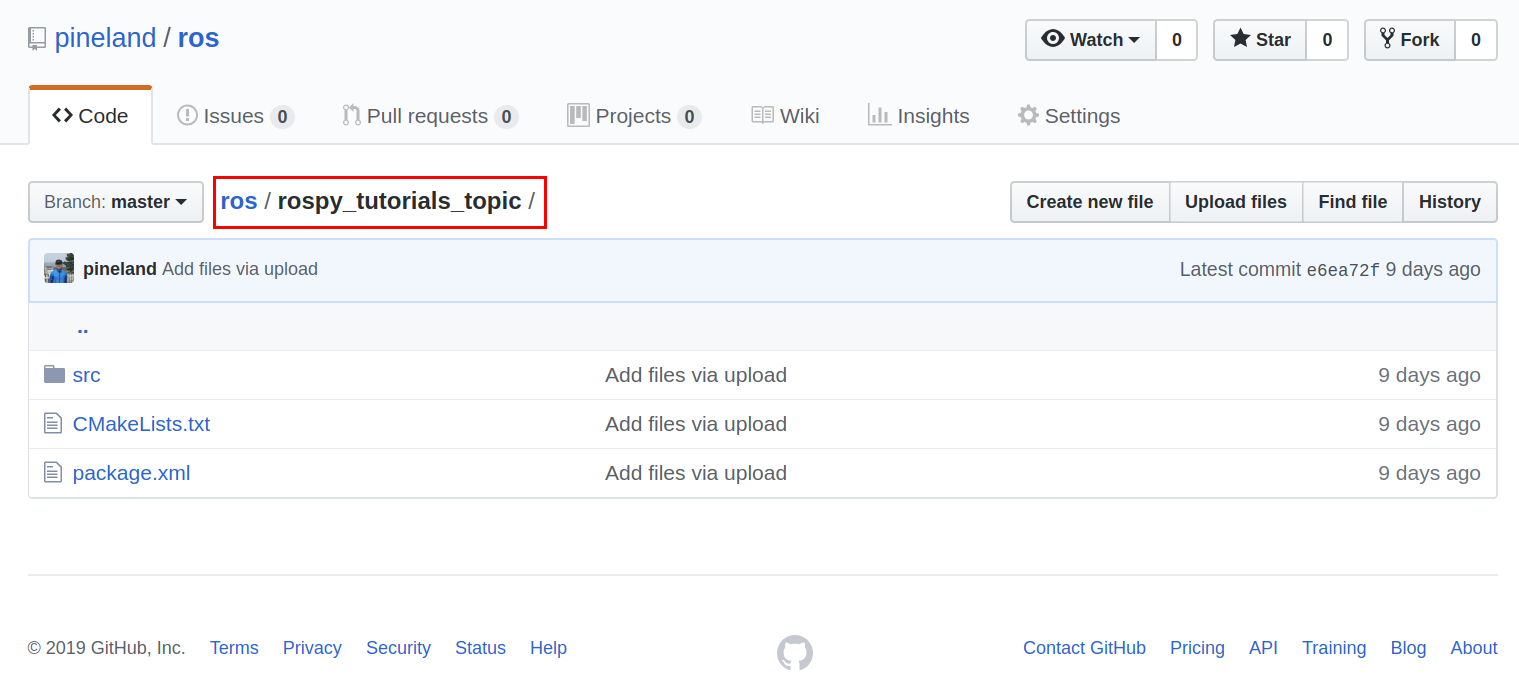 pineland / ros
Watch 0 Star 0 Fork 0
Code Issues 0 Pull requests 0 Projects 0 Wiki Insights Settings
Branch: master ros / rospy_tutorials_topic / Create new file Upload files Find file History
pineland Add files via upload Latest commit e6ea72f 9 days ago
..
src Add files via upload 9 days ago
CMakeLists.txt Add files via upload 9 days ago
package.xml Add files via upload 9 days ago
© 2019 GitHub, Inc. Terms Privacy Security Status Help Contact GitHub Pricing API Training Blog About